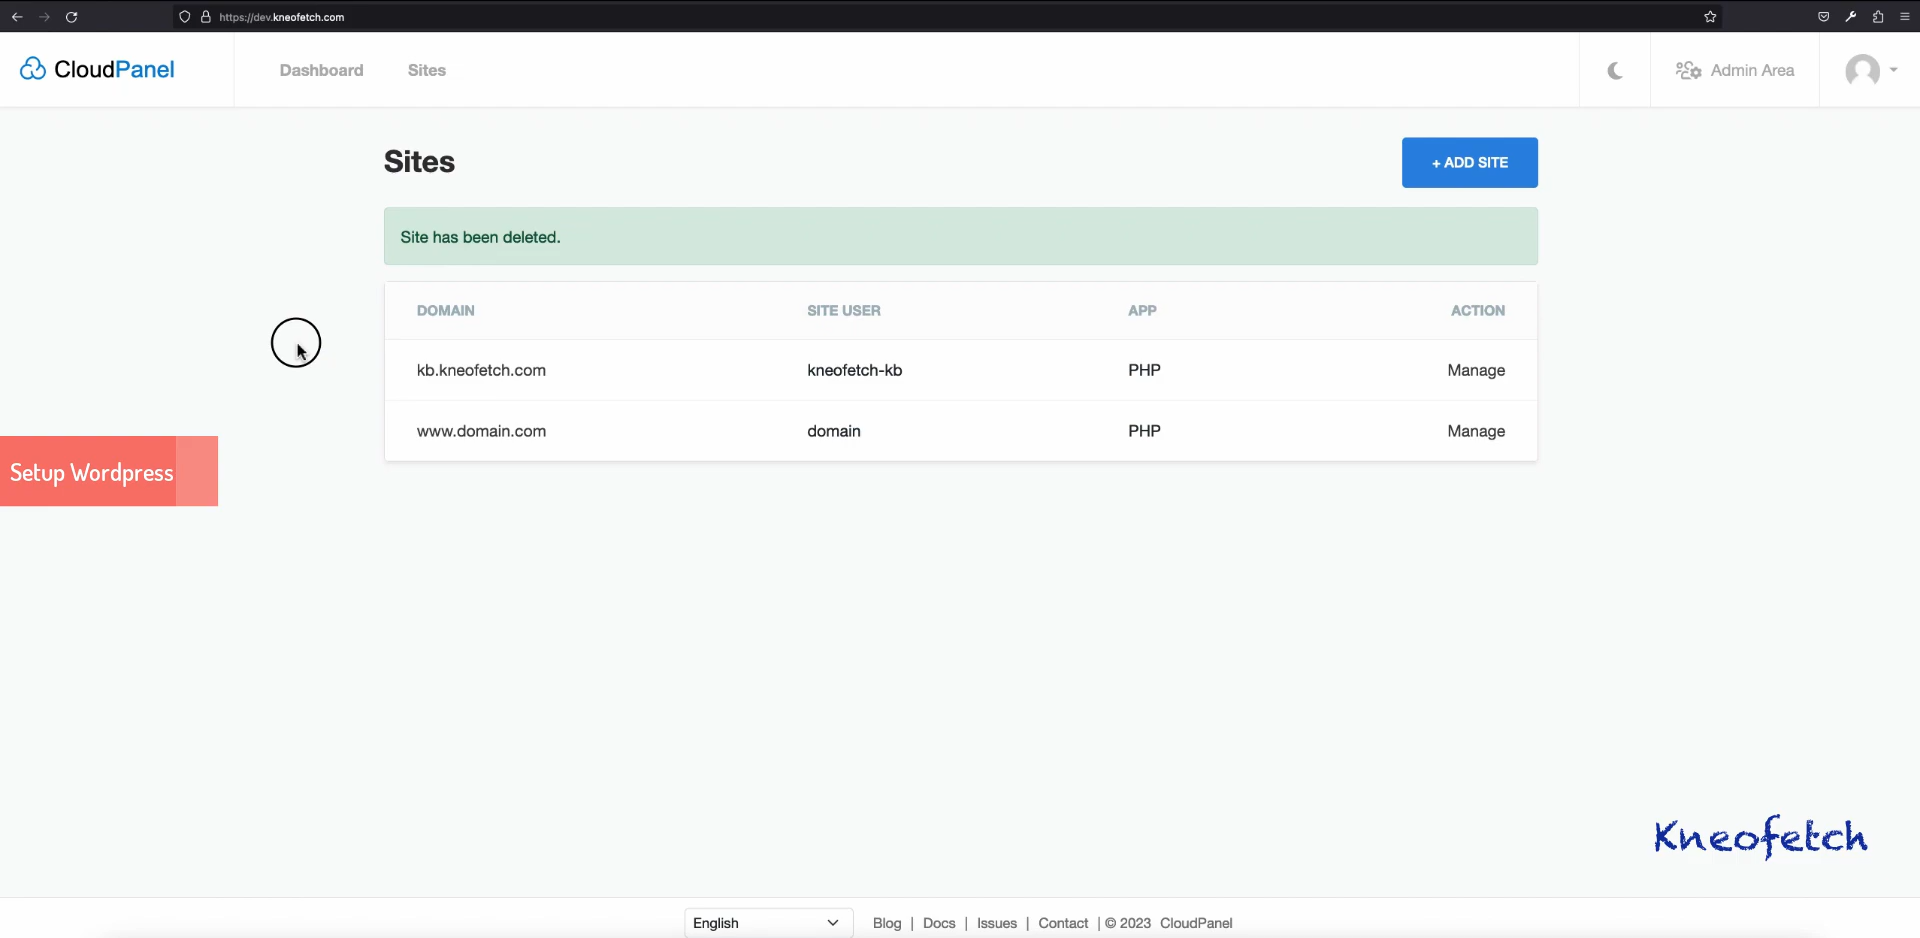 https://dev.kneofetch.com
CloudPanel
Dashboard
Sites
Admin Area
Sites
+ ADD SITE
Site has been deleted.
DOMAIN SITE USER APP ACTION
kb.kneofetch.com kneofetch-kb PHP Manage
www.domain.com domain PHP Manage
Setup Wordpress
Kneofetch
English Blog | Docs | Issues | Contact | © 2023 CloudPanel